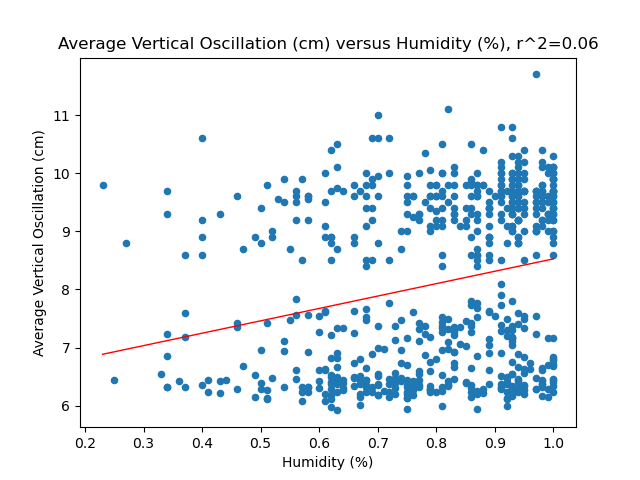 Average Vertical Oscillation (cm) versus Humidity (%), r^2=0.06
11
10
9
8
7
6
Average Vertical Oscillation (cm)
0.2 0.3 0.4 0.5 0.6 0.7 0.8 0.9 1.0
Humidity (%)